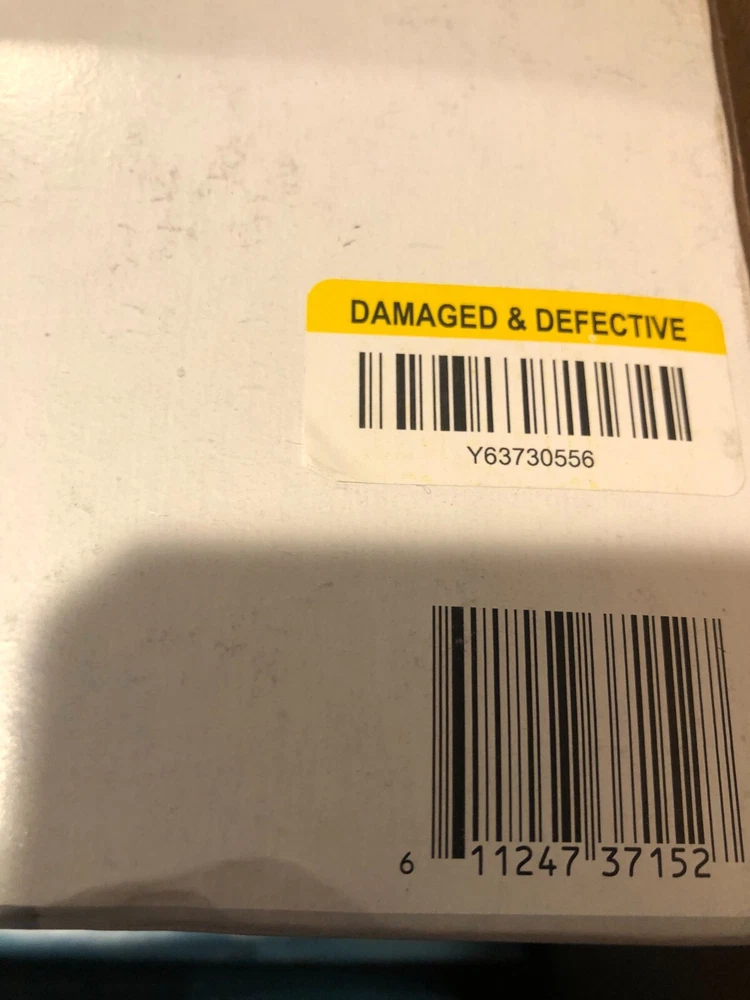 DAMAGED & DEFECTIVE
Y63730556
6 11247 37152